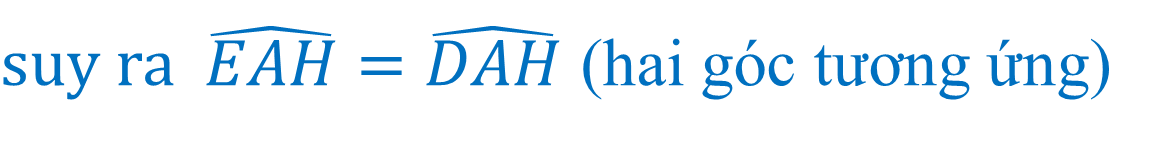 suy ra $\widehat{EAH} = \widehat{DAH}$ (hai góc tương ứng)